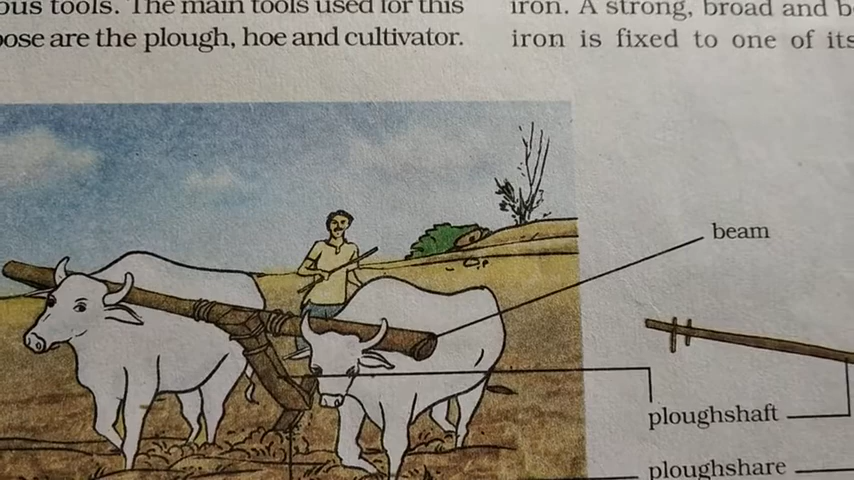 ous tools. The main tools used for this
ose are the plough, hoe and cultivator.
iron. A strong, broad and b
iron is fixed to one of its
beam
ploughshaft
ploughshare